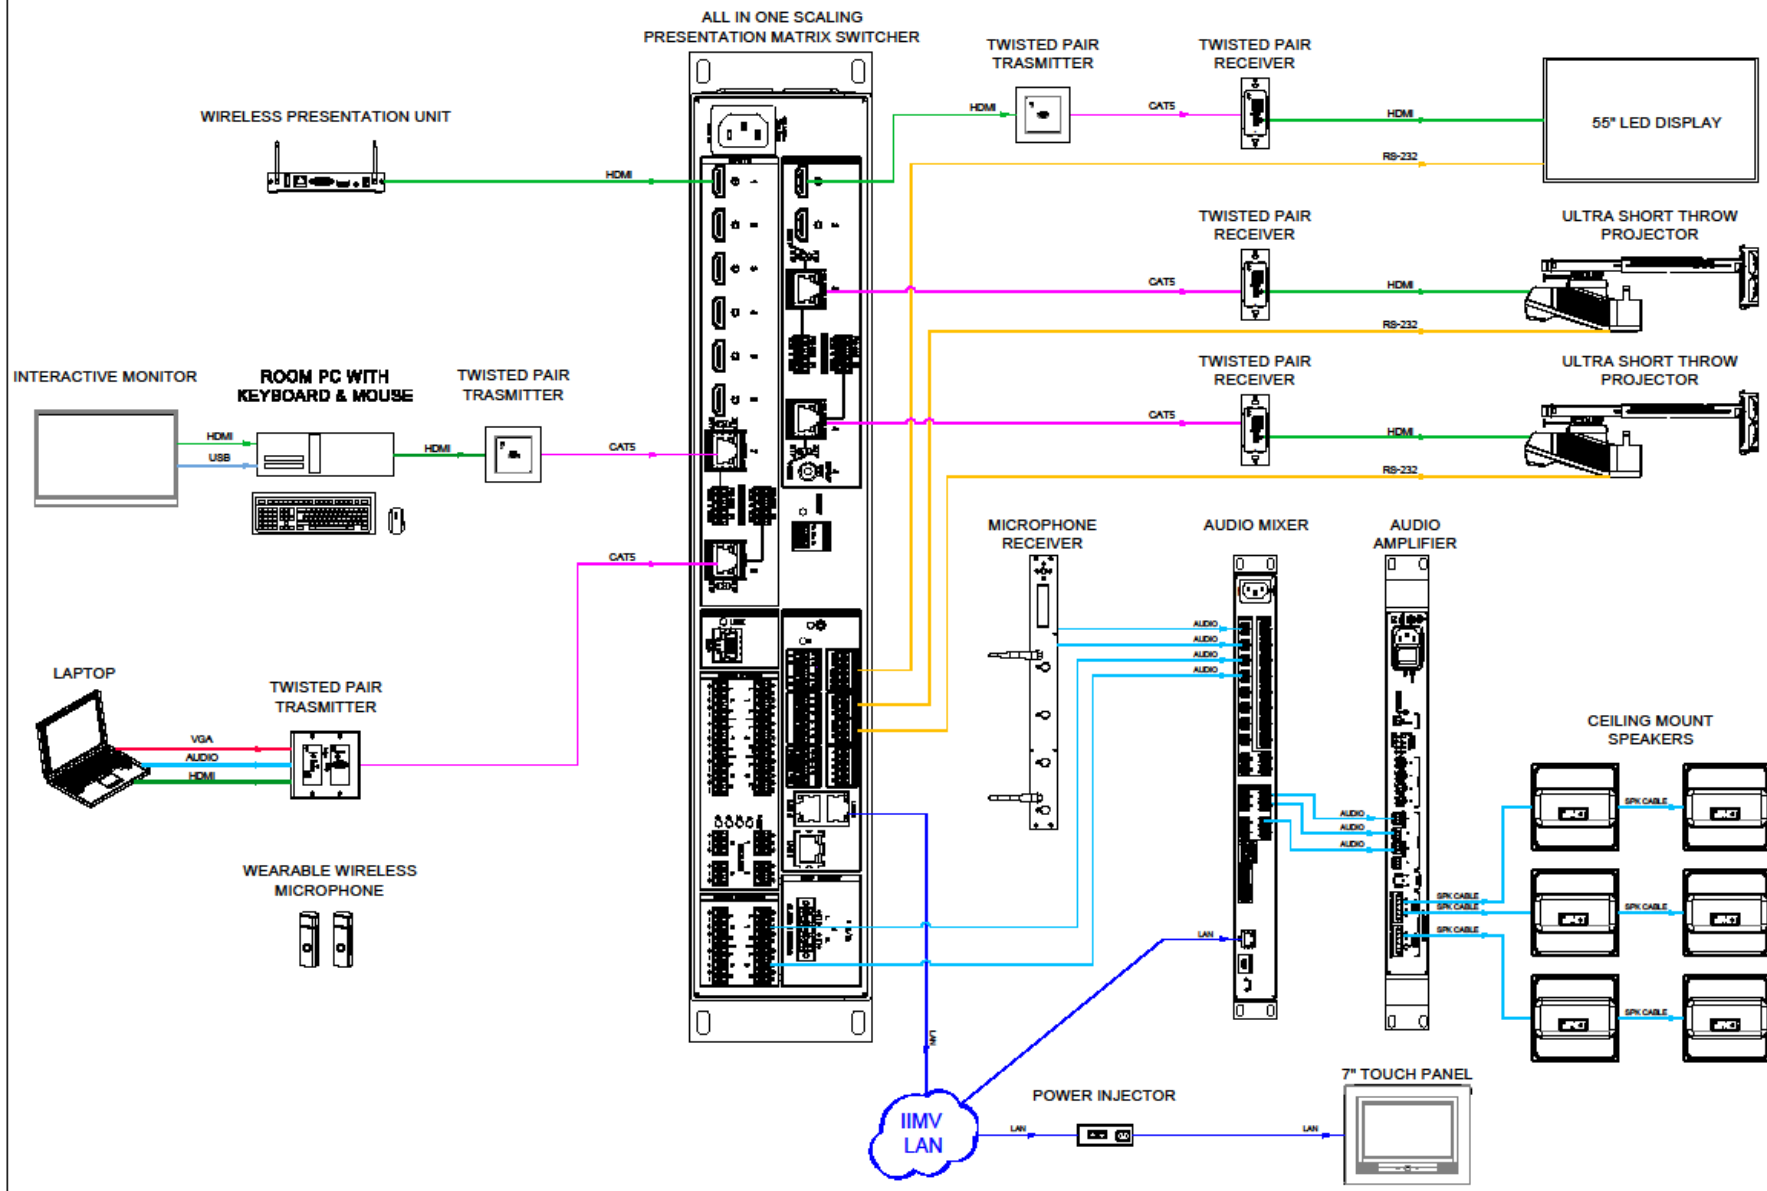 ALL IN ONE SCALING
PRESENTATION MATRIX SWITCHER
TWISTED PAIR
TRASMITTER
TWISTED PAIR
RECEIVER
HDMI
CAT5
HDMI
55" LED DISPLAY
RS-232
WIRELESS PRESENTATION UNIT
HDMI
TWISTED PAIR
RECEIVER
ULTRA SHORT THROW
PROJECTOR
CAT5
HDMI
RS-232
TWISTED PAIR
RECEIVER
ULTRA SHORT THROW
PROJECTOR
CAT5
HDMI
RS-232
INTERACTIVE MONITOR
ROOM PC WITH
KEYBOARD & MOUSE
TWISTED PAIR
TRASMITTER
HDMI
USB
HDMI
CAT5
CAT5
MICROPHONE
RECEIVER
AUDIO MIXER
AUDIO
AMPLIFIER
AUDIO
AUDIO
AUDIO
AUDIO
LAPTOP
TWISTED PAIR
TRASMITTER
VGA
AUDIO
HDMI
CEILING MOUNT
SPEAKERS
AUDIO
AUDIO
AUDIO
SPK CABLE
SPK CABLE
SPK CABLE
SPK CABLE
SPK CABLE
SPK CABLE
WEARABLE WIRELESS
MICROPHONE
LAN
LAN
IIMV
LAN
LAN
POWER INJECTOR
LAN
7" TOUCH PANEL